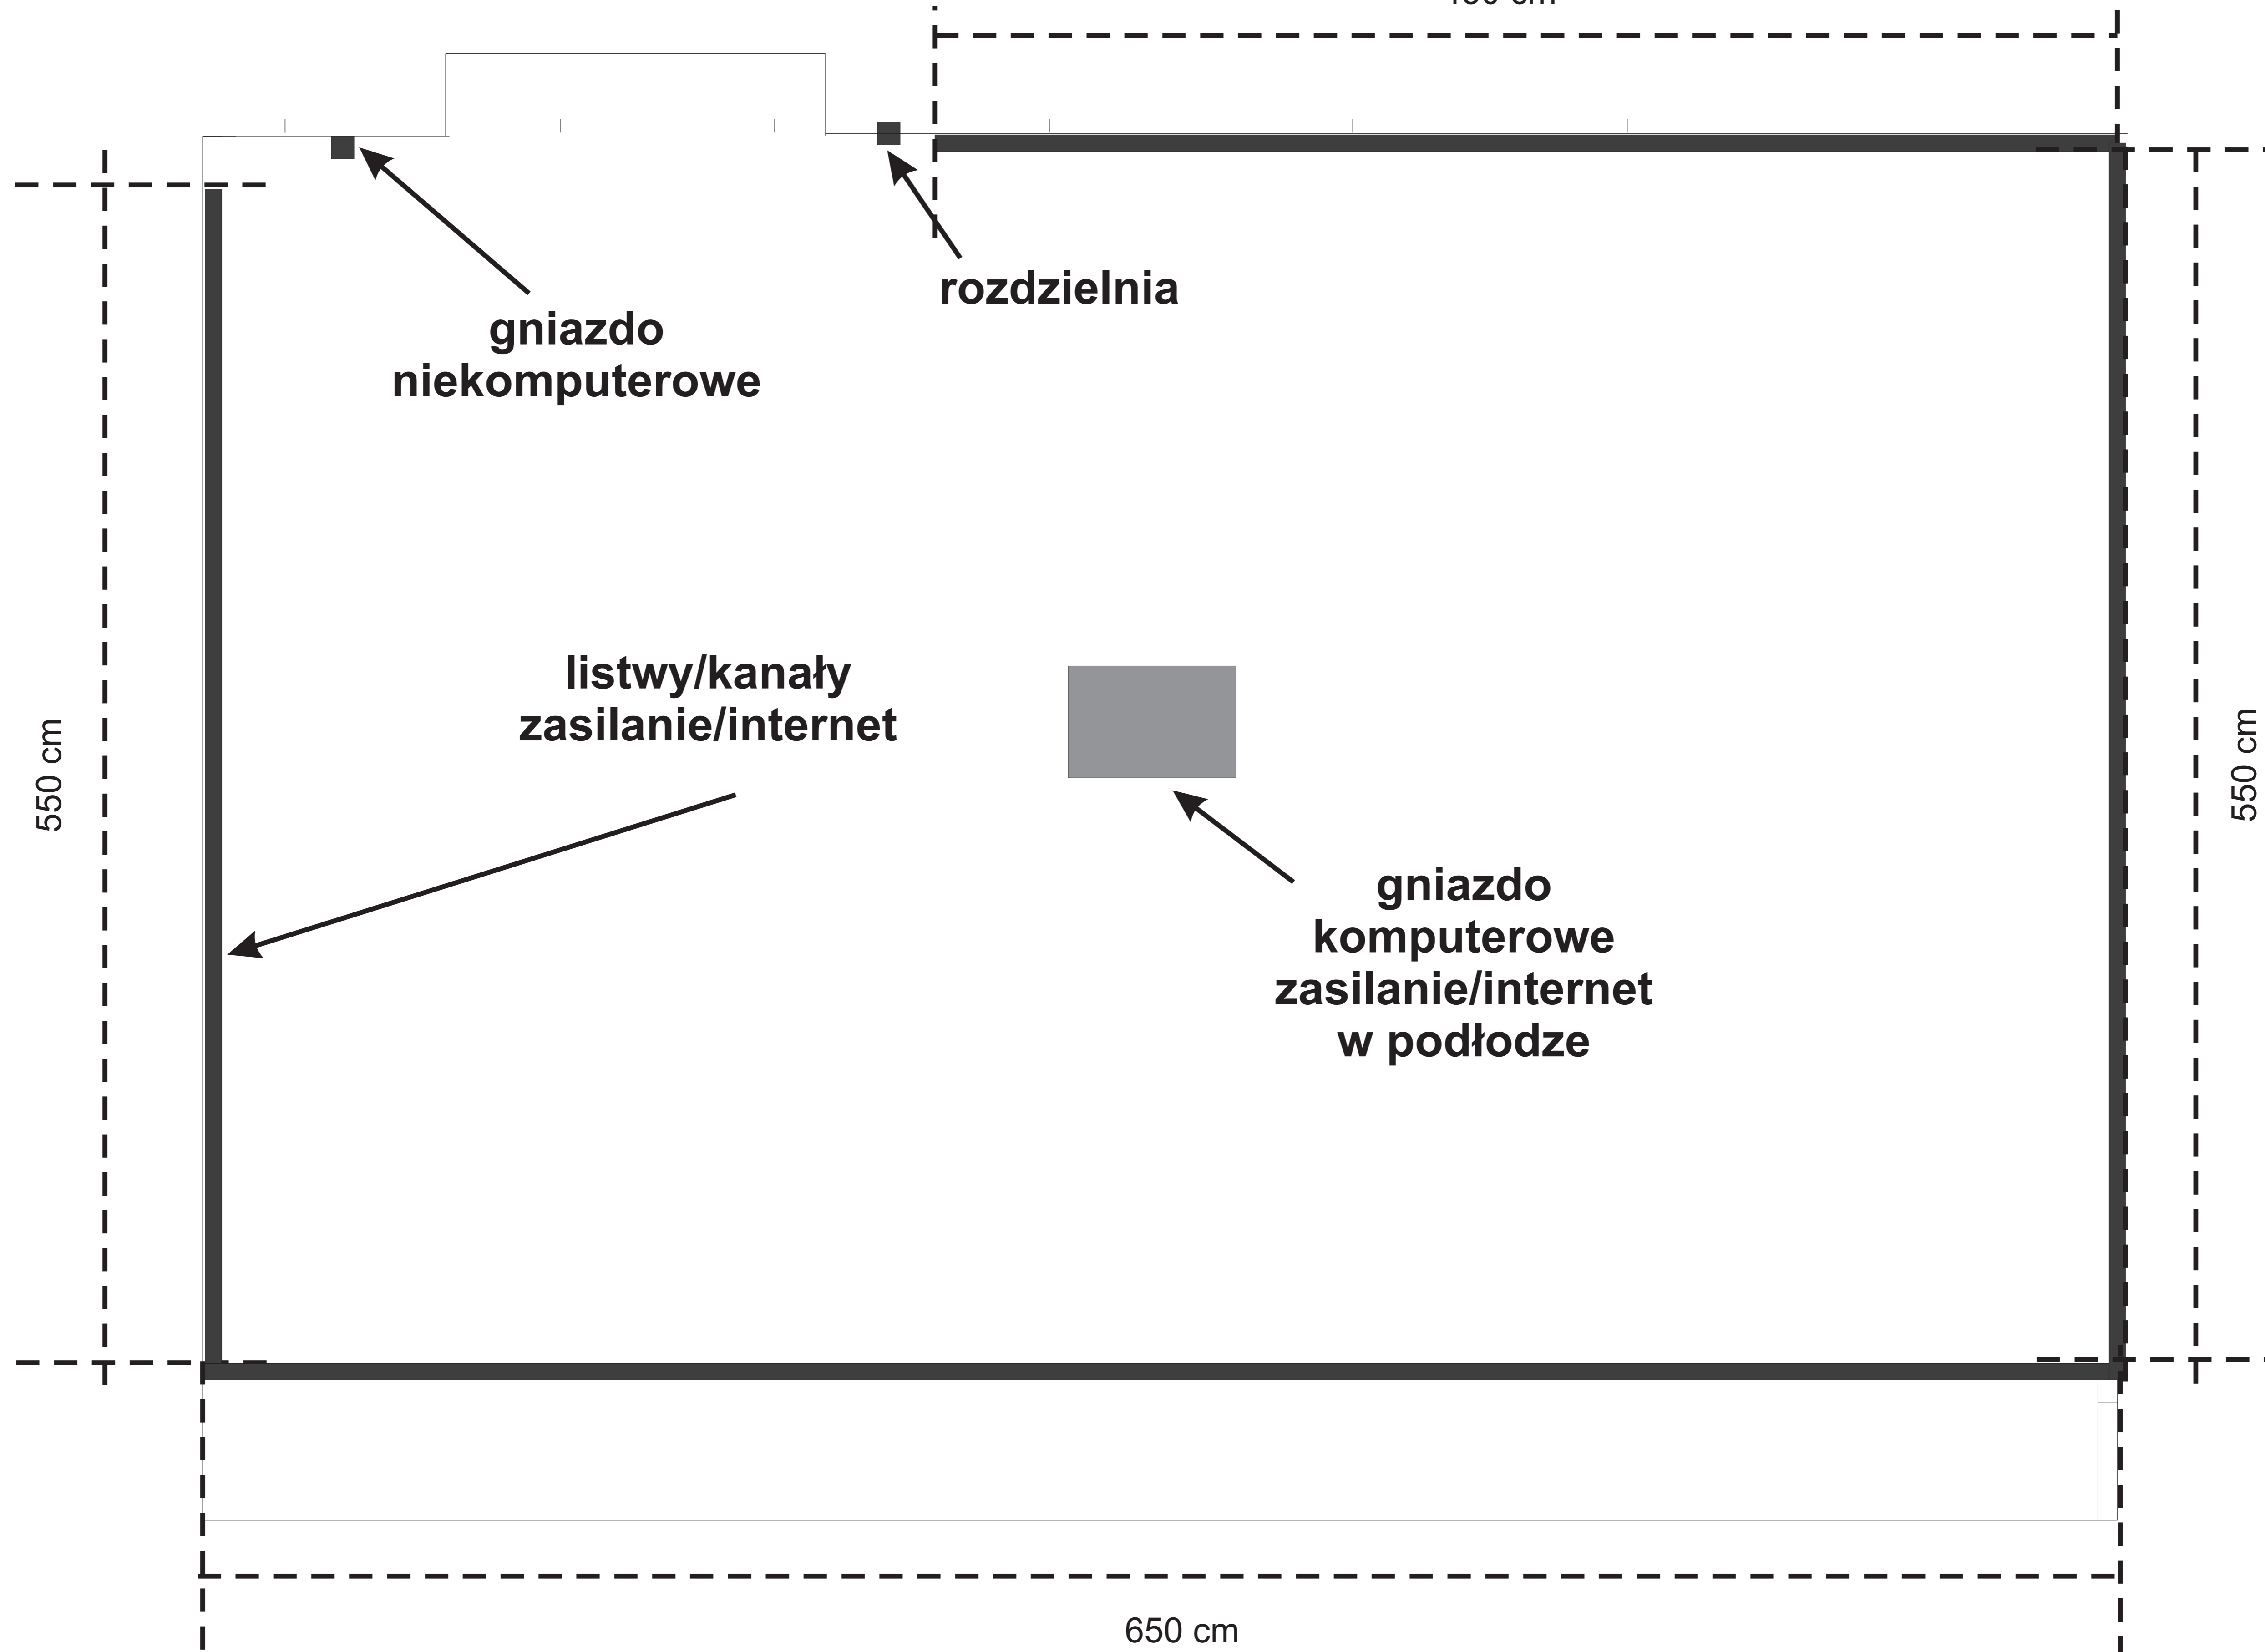 rozdzielnia
gniazdo
niekomputerowe
listwy/kanały
zasilanie/internet
550 cm
550 cm
gniazdo
komputerowe
zasilanie/internet
w podłodze
650 cm